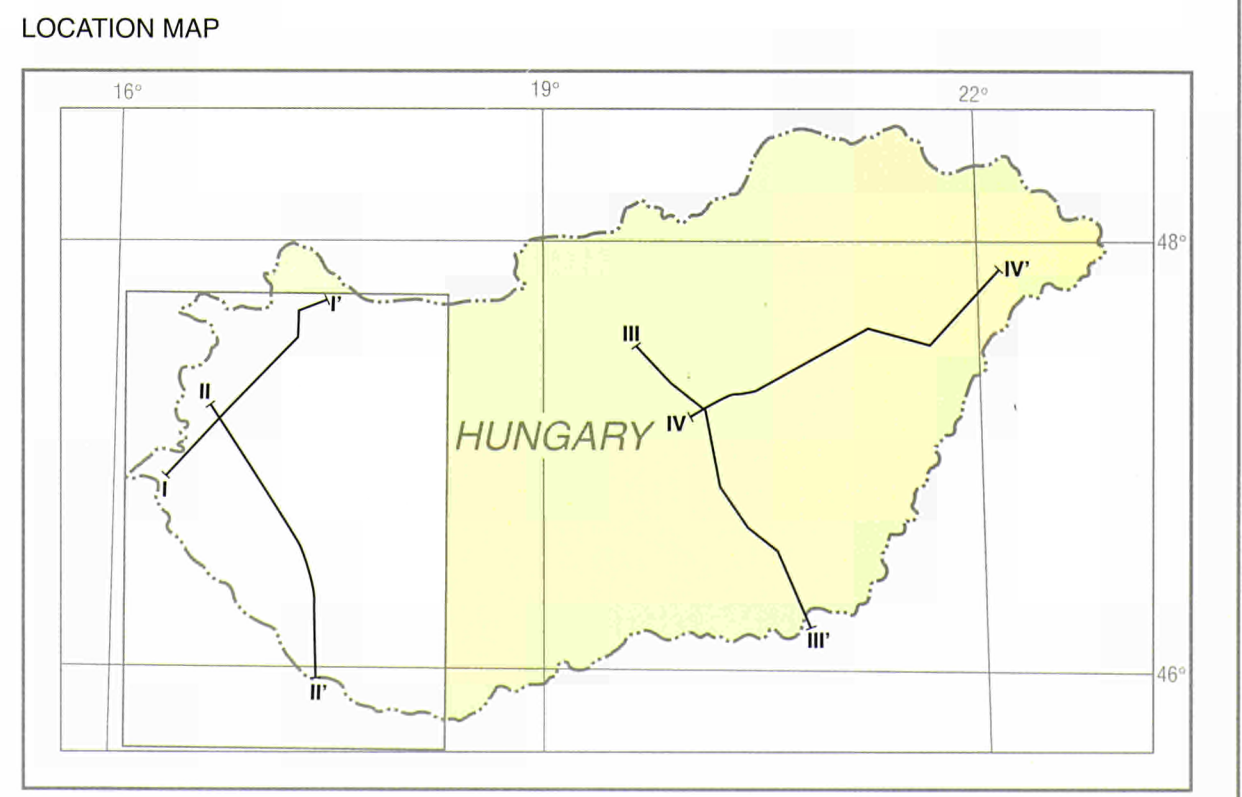 LOCATION MAP
16° 19° 22°
48°
IV'
I'
III
II
IV
HUNGARY
I
III'
46°
II'